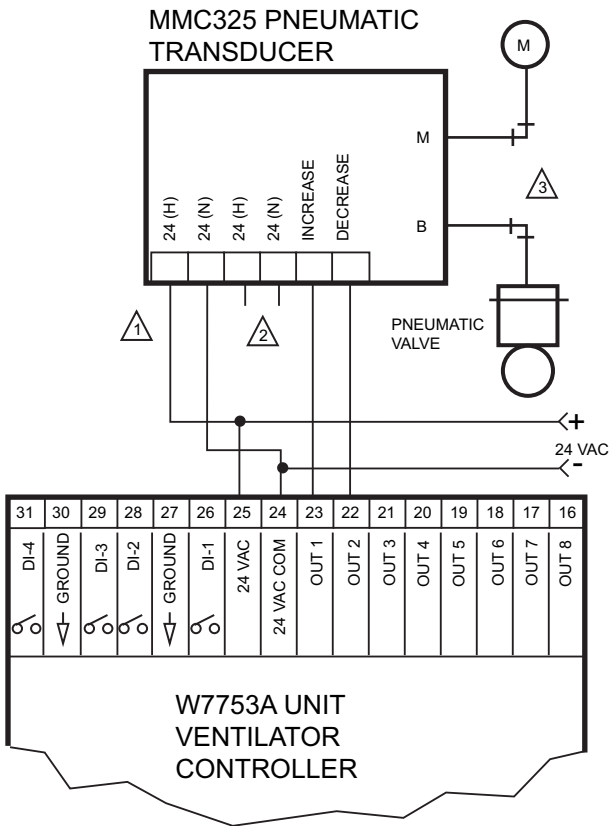 MMC325 PNEUMATIC
TRANSDUCER
M
24 (H)
24 (N)
24 (H)
24 (N)
INCREASE
DECREASE
M
B
1
2
3
PNEUMATIC
VALVE
+
24 VAC
-
31 30 29 28 27 26 25 24 23 22 21 20 19 18 17 16
DI-4
GROUND
DI-3
DI-2
GROUND
DI-1
24 VAC
24 VAC COM
OUT 1
OUT 2
OUT 3
OUT 4
OUT 5
OUT 6
OUT 7
OUT 8
W7753A UNIT
VENTILATOR
CONTROLLER